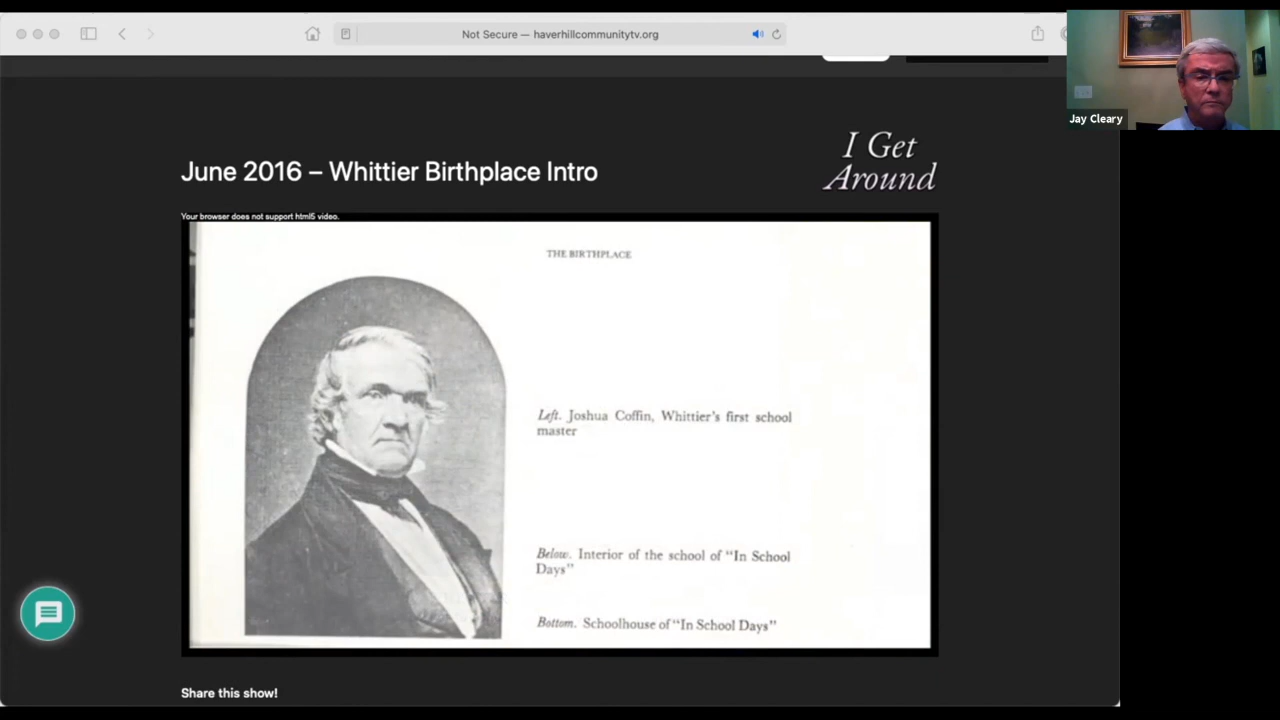 Not Secure — haverhillcommunitytv.org
Jay Cleary
I Get
Around
June 2016 – Whittier Birthplace Intro
Your browser does not support html5 video.
THE BIRTHPLACE
Left. Joshua Coffin, Whittier's first school
master
Below. Interior of the school of "In School
Days"
Bottom. Schoolhouse of "In School Days"
Share this show!